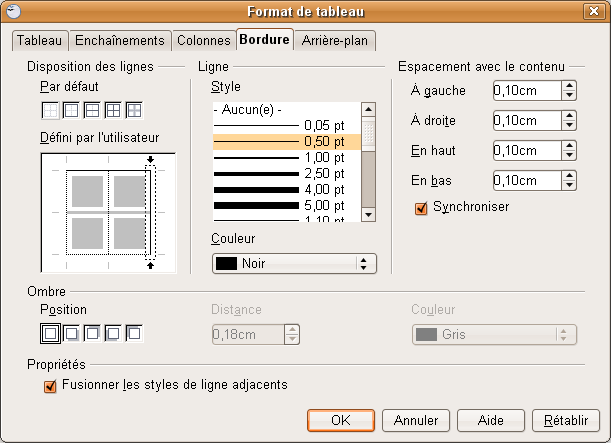 Format de tableau
Tableau Enchaînements Colonnes Bordure Arrière-plan
Disposition des lignes
Par défaut
Défini par l'utilisateur
Ligne
Style
- Aucun(e) -
0,05 pt
0,50 pt
1,00 pt
2,50 pt
4,00 pt
5,00 pt
1,10 pt
Couleur
Noir
Espacement avec le contenu
À gauche 0,10cm
À droite 0,10cm
En haut 0,10cm
En bas 0,10cm
Synchroniser
Ombre
Position
Distance
0,18cm
Couleur
Gris
Propriétés
Fusionner les styles de ligne adjacents
OK Annuler Aide Rétablir